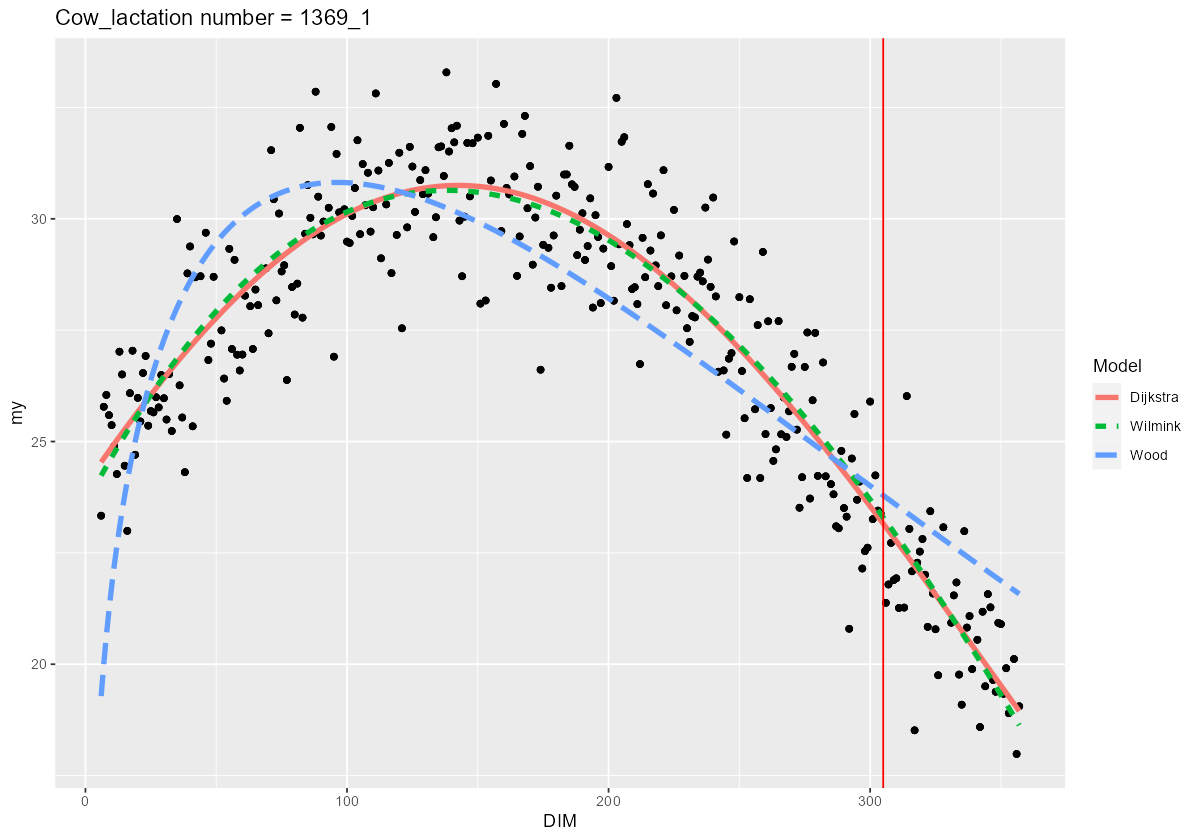 Cow_lactation number = 1369_1
my
30
25
20
0 100 200 300
DIM
Model
Dijkstra
Wilmink
Wood